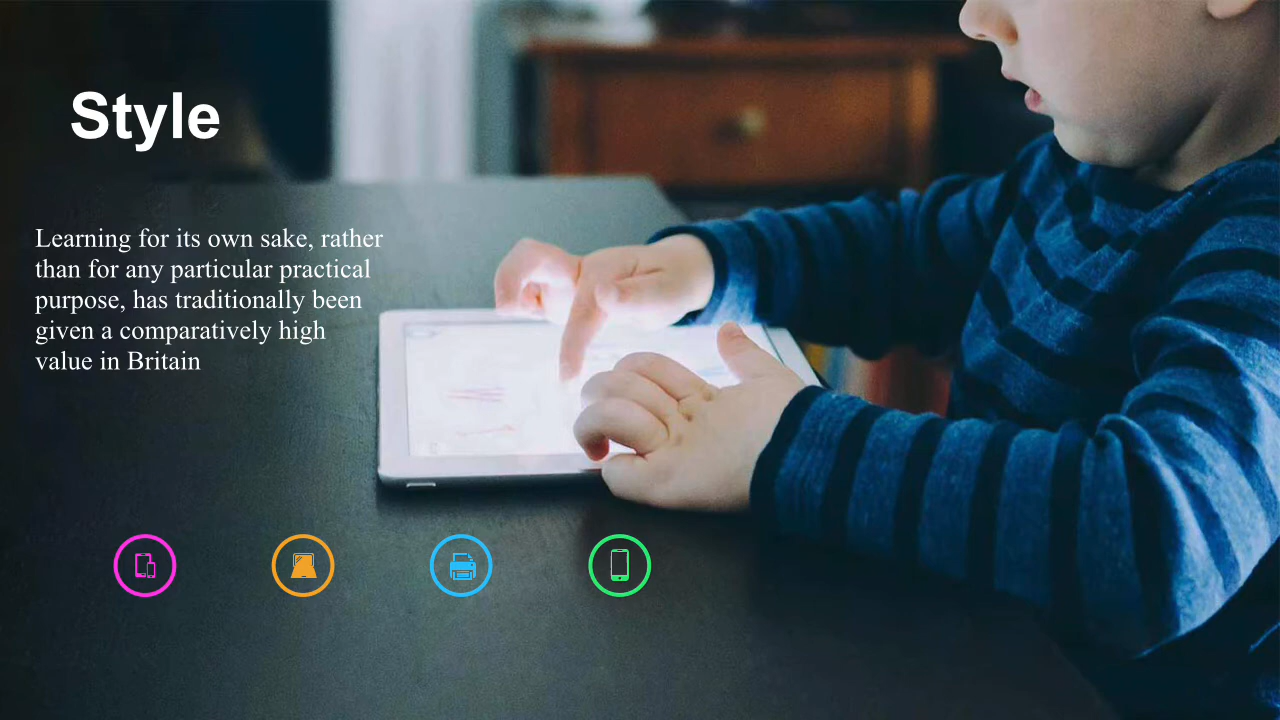 Style
Learning for its own sake, rather
than for any particular practical
purpose, has traditionally been
given a comparatively high
value in Britain